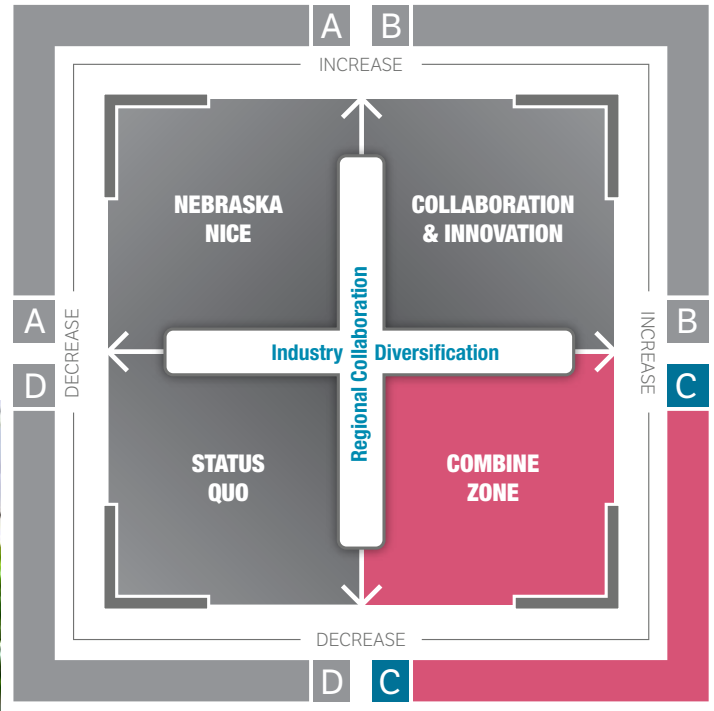 A B
INCREASE
NEBRASKA
NICE
COLLABORATION
& INNOVATION
A
B
DECREASE
INCREASE
Industry Diversification
Regional Collaboration
D
C
STATUS
QUO
COMBINE
ZONE
DECREASE
D C